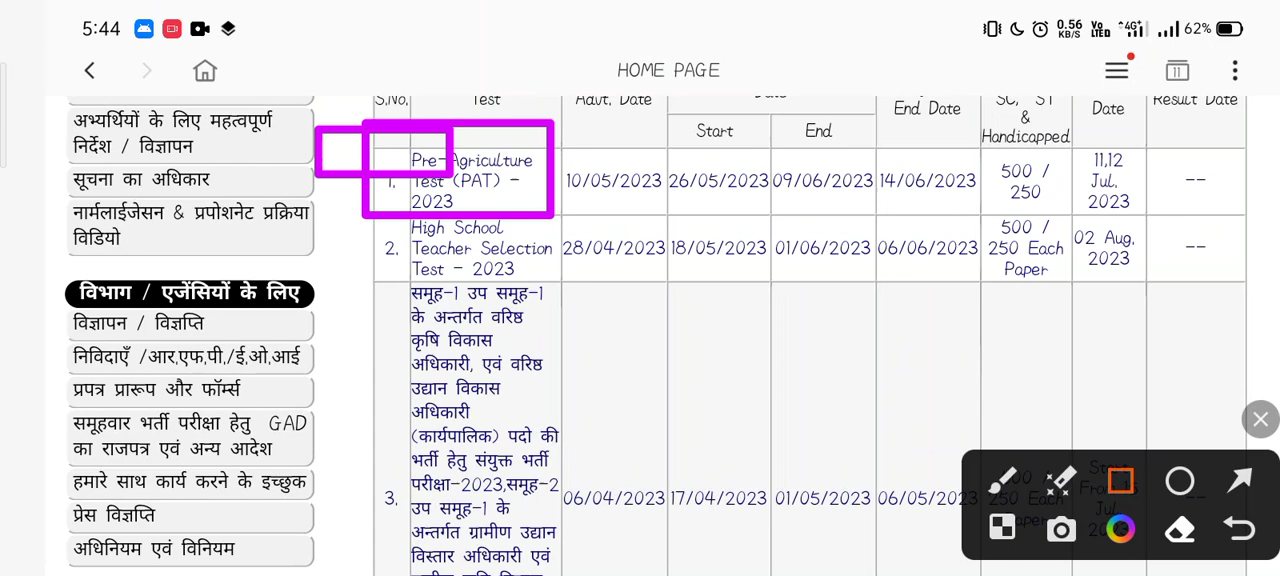 5:44
0.56
KB/S
Vo
LTED
4G+
62%
HOME PAGE
11
अभ्यर्थियों के लिए महत्वपूर्ण
निर्देश / विज्ञापन
सूचना का अधिकार
नार्मलाईजेसन & प्रपोशनेट प्रक्रिया
विडियो
विभाग / एजेंसियों के लिए
विज्ञापन / विज्ञप्ति
निविदाएँ /आर.एफ.पी./ई.ओ.आई
प्रपत्र प्रारूप और फॉर्म्स
समूहवार भर्ती परीक्षा हेतु GAD
का राजपत्र एवं अन्य आदेश
हमारे साथ कार्य करने के इच्छुक
प्रेस विज्ञप्ति
अधिनियम एवं विनियम
S.No.
Test
Advt. Date
Start
End
End Date
SC, ST
&
Handicapped
Date
Result Date
1.
Pre-Agriculture
Test (PAT) -
2023
10/05/2023
26/05/2023
09/06/2023
14/06/2023
500 /
250
11,12
Jul,
2023
--
2.
High School
Teacher Selection
Test - 2023
28/04/2023
18/05/2023
01/06/2023
06/06/2023
500 /
250 Each
Paper
02 Aug,
2023
--
3.
समूह-1 उप समूह-1
के अन्तर्गत वरिष्ठ
कृषि विकास
अधिकारी, एवं वरिष्ठ
उद्यान विकास
अधिकारी
(कार्यपालिक) पदो की
भर्ती हेतु संयुक्त भर्ती
परीक्षा-2023,समूह-2
उप समूह-1 के
अन्तर्गत ग्रामीण उद्यान
विस्तार अधिकारी एवं
06/04/2023
17/04/2023
01/05/2023
06/05/2023
250 Each